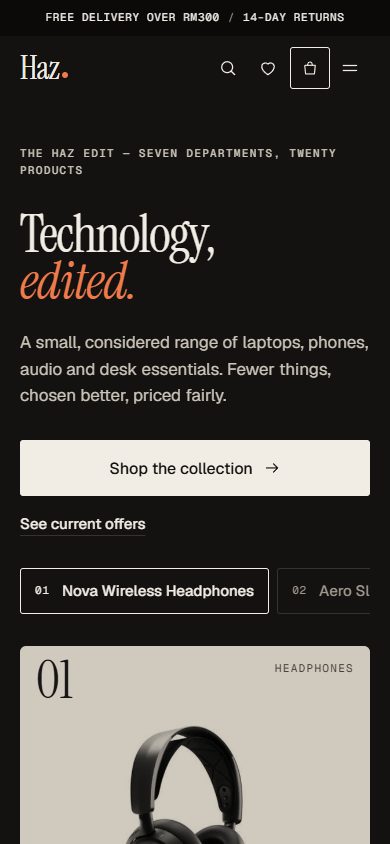 FREE DELIVERY OVER RM300 / 14-DAY RETURNS
Haz.
THE HAZ EDIT — SEVEN DEPARTMENTS, TWENTY
PRODUCTS
Technology,
edited.
A small, considered range of laptops, phones,
audio and desk essentials. Fewer things,
chosen better, priced fairly.
Shop the collection →
See current offers
01 Nova Wireless Headphones
02 Aero Sl
01
HEADPHONES